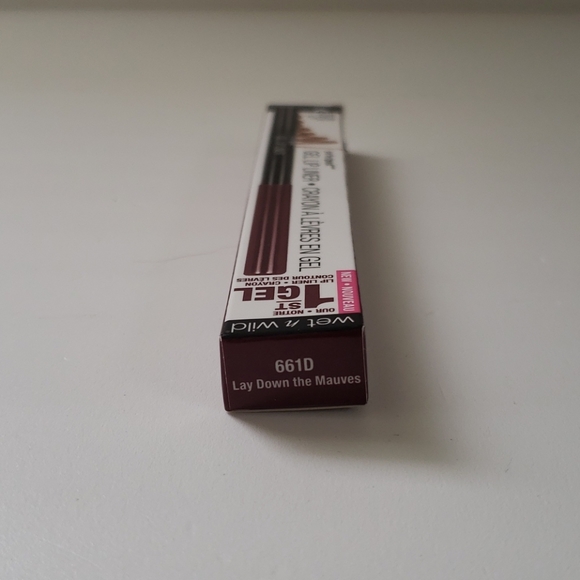 GEL LIP LINER • CRAYON À LÈVRES EN GEL
NEW • NOUVEAU
OUR • NOTRE
1ST
GEL
LIP LINER • CRAYON
CONTOUR DES LÈVRES
wet n wild
661D
Lay Down the Mauves